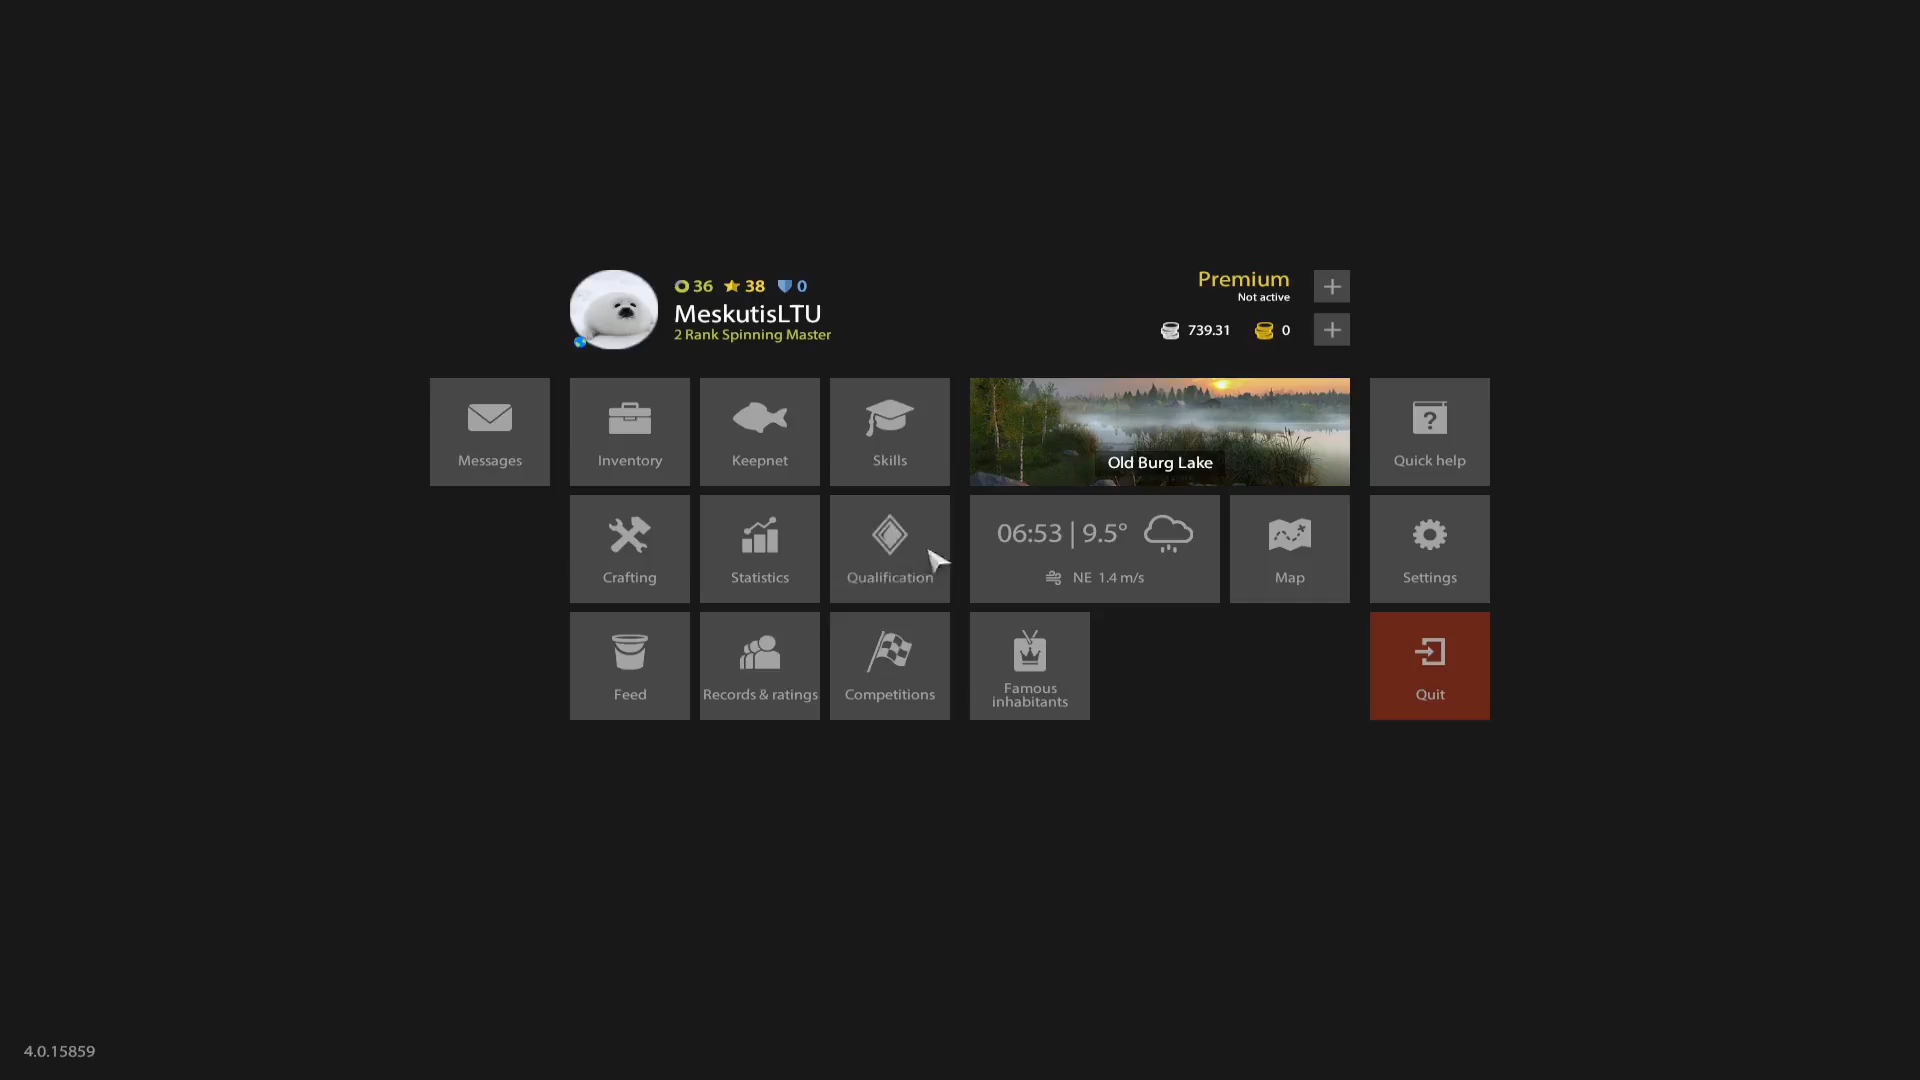 36 38 0
MeskutisLTU
2 Rank Spinning Master
Premium
Not active
739.31 0
Messages
Inventory
Keepnet
Skills
Old Burg Lake
Quick help
Crafting
Statistics
Qualification
06:53 | 9.5°
NE 1.4 m/s
Map
Settings
Feed
Records & ratings
Competitions
Famous
inhabitants
Quit
4.0.15859